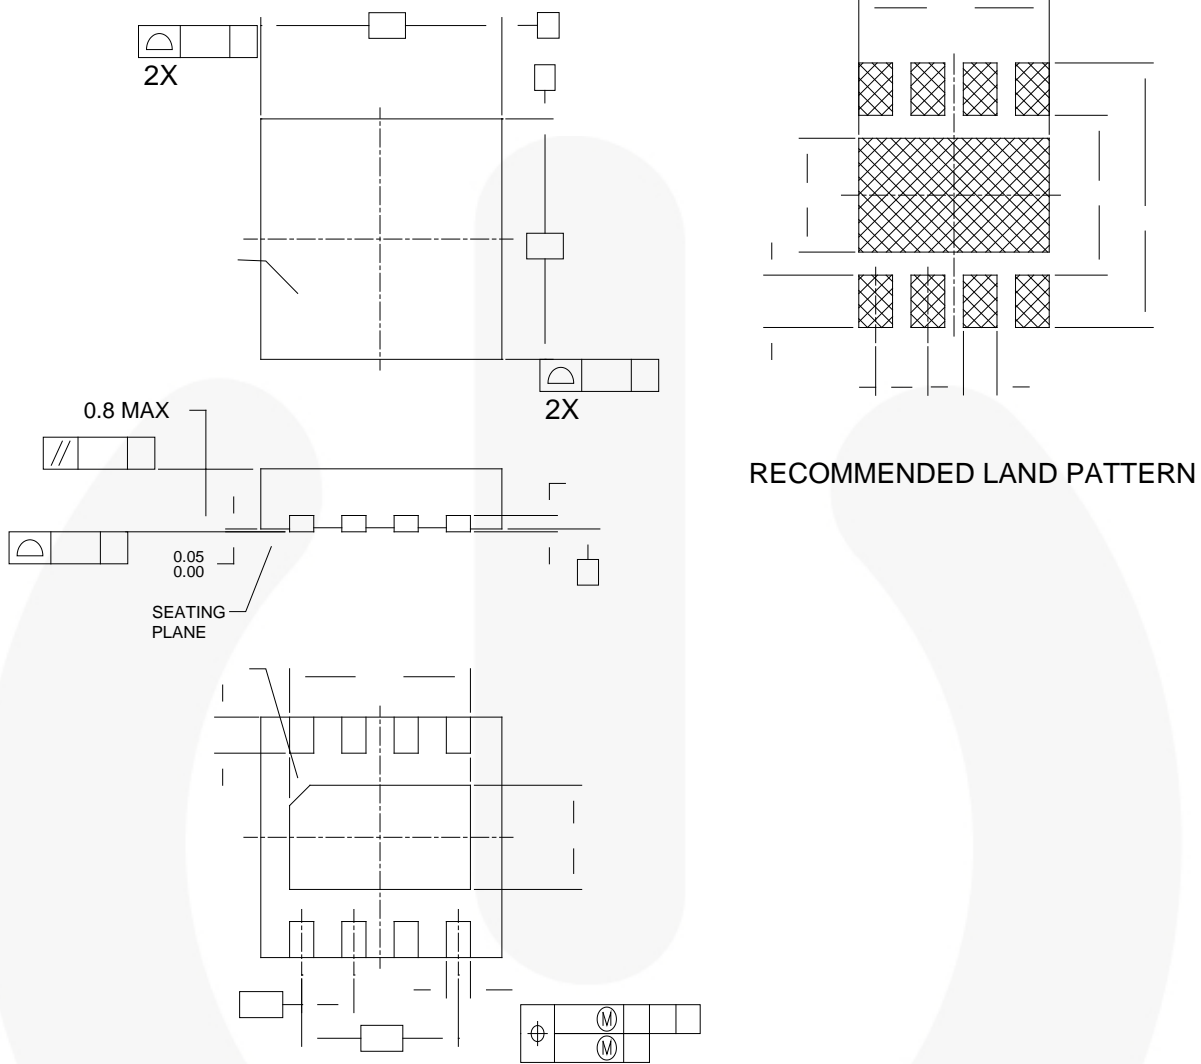 2X
2X
0.8 MAX
RECOMMENDED LAND PATTERN
0.05
0.00
SEATING
PLANE
M
M